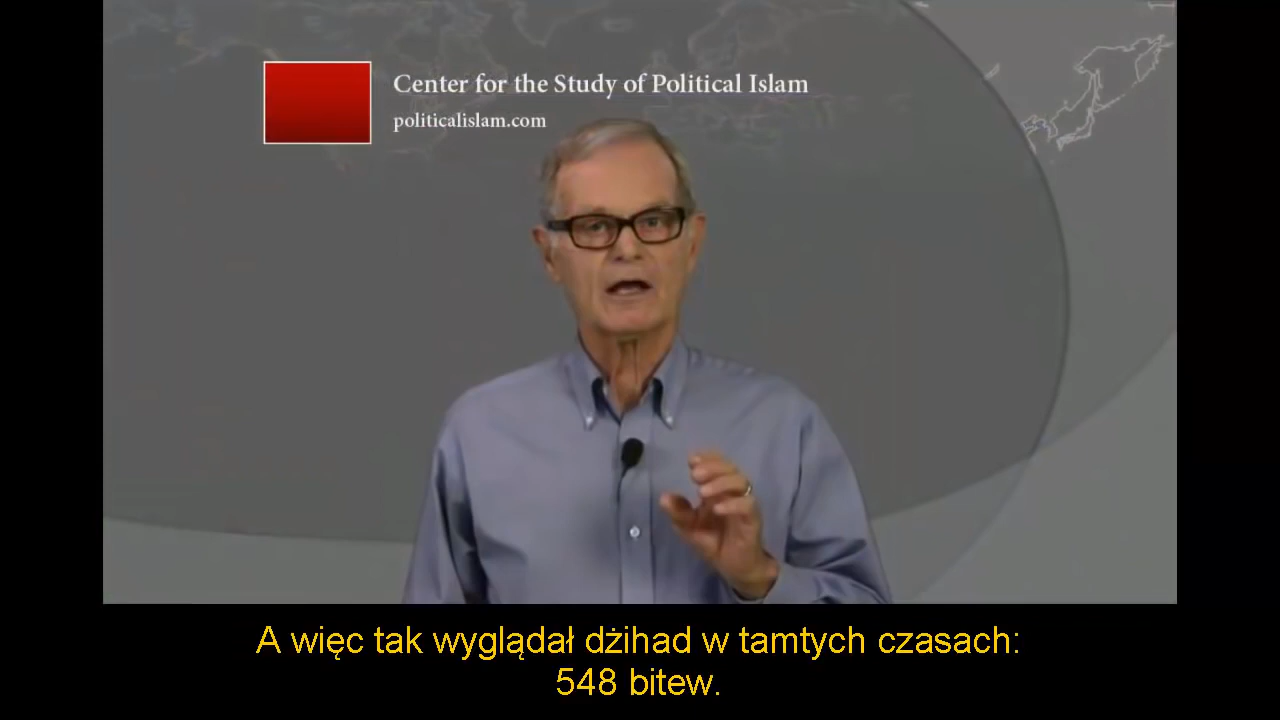 Center for the Study of Political Islam
politicalislam.com
A więc tak wyglądał dżihad w tamtych czasach:
548 bitew.